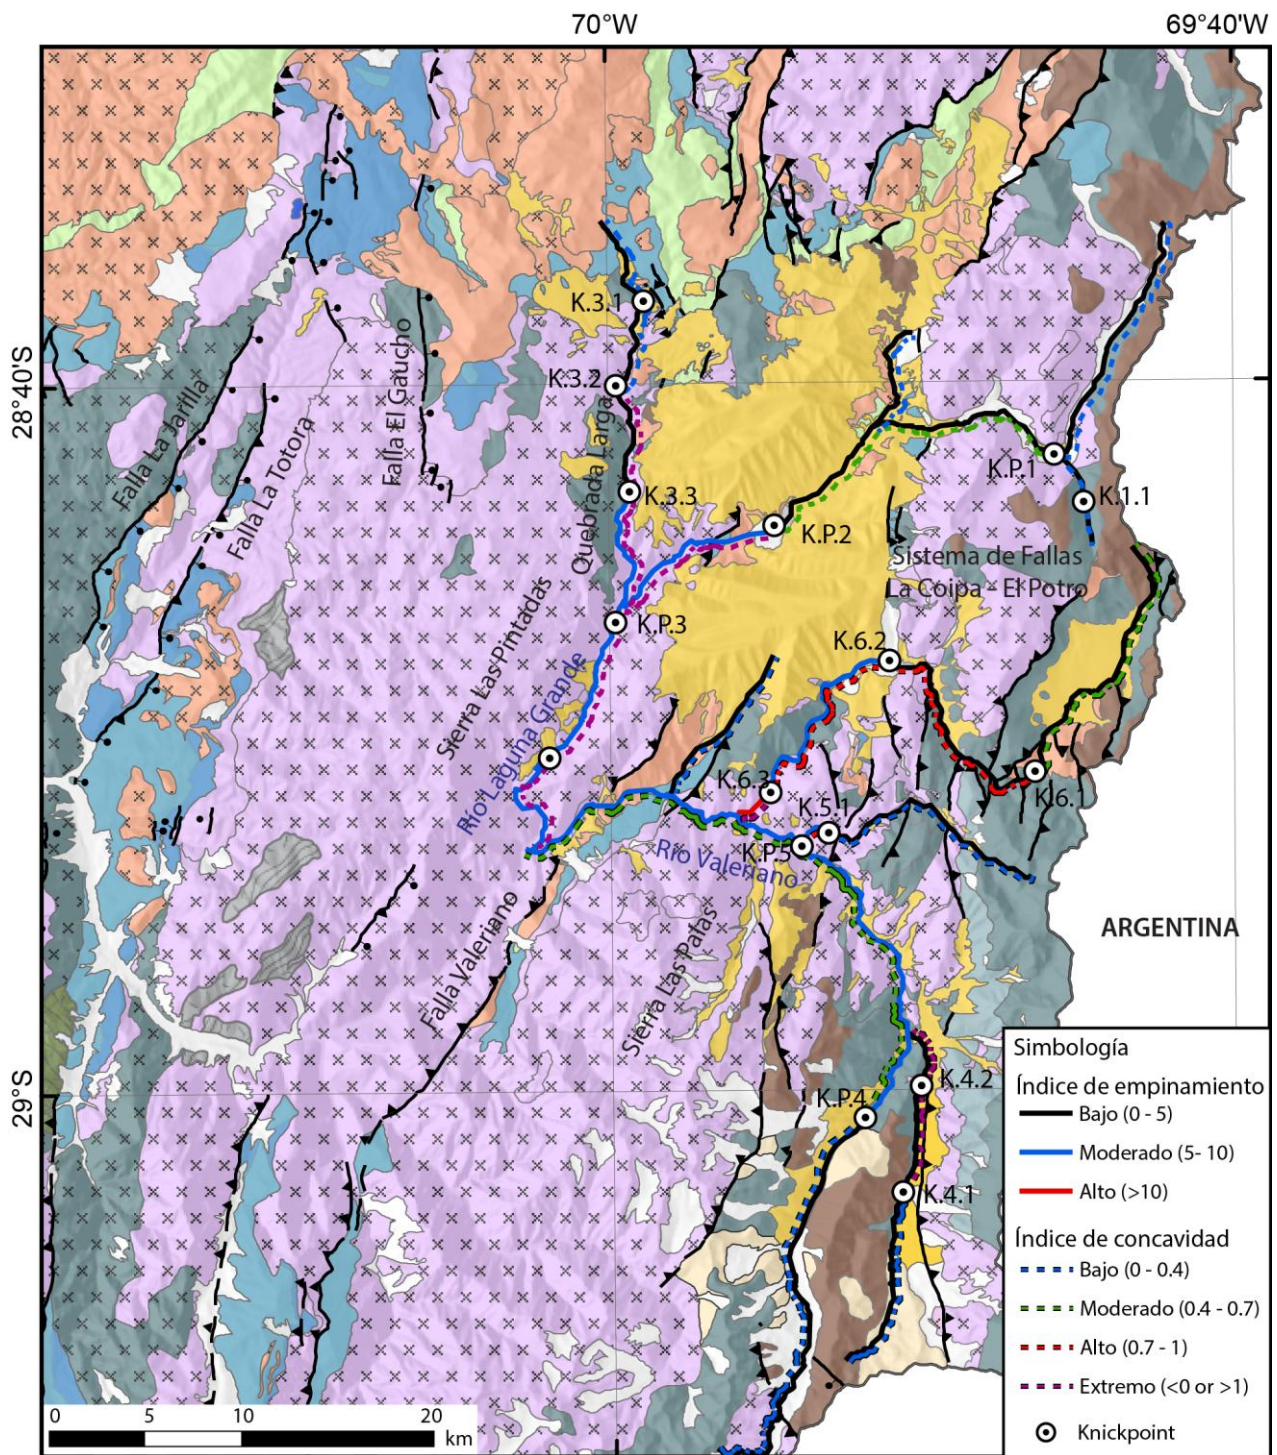 70°W
69°40'W
K.3.1
28°40'S
K.3.2
Falla La Jarilla
Falla La Totora
Falla El Gaucho
Quebrada Larga
K.3.3
K.P.1
K.1.1
K.P.2
Sistema de Fallas
La Coipa - El Potro
K.P.3
K.6.2
Sierra Las Pintadas
Río Laguna Grande
K.6.3
K.6.1
K.5.1
K.P.5
Río Valeriano
Falla Valeriano
Sierra Las Palas
ARGENTINA
29°S
K.4.2
K.P.4
K.4.1
Simbología
Índice de empinamiento
Bajo (0 - 5)
Moderado (5- 10)
Alto (>10)
Índice de concavidad
Bajo (0 - 0.4)
Moderado (0.4 - 0.7)
Alto (0.7 - 1)
Extremo (<0 or >1)
Knickpoint
0 5 10 20
km